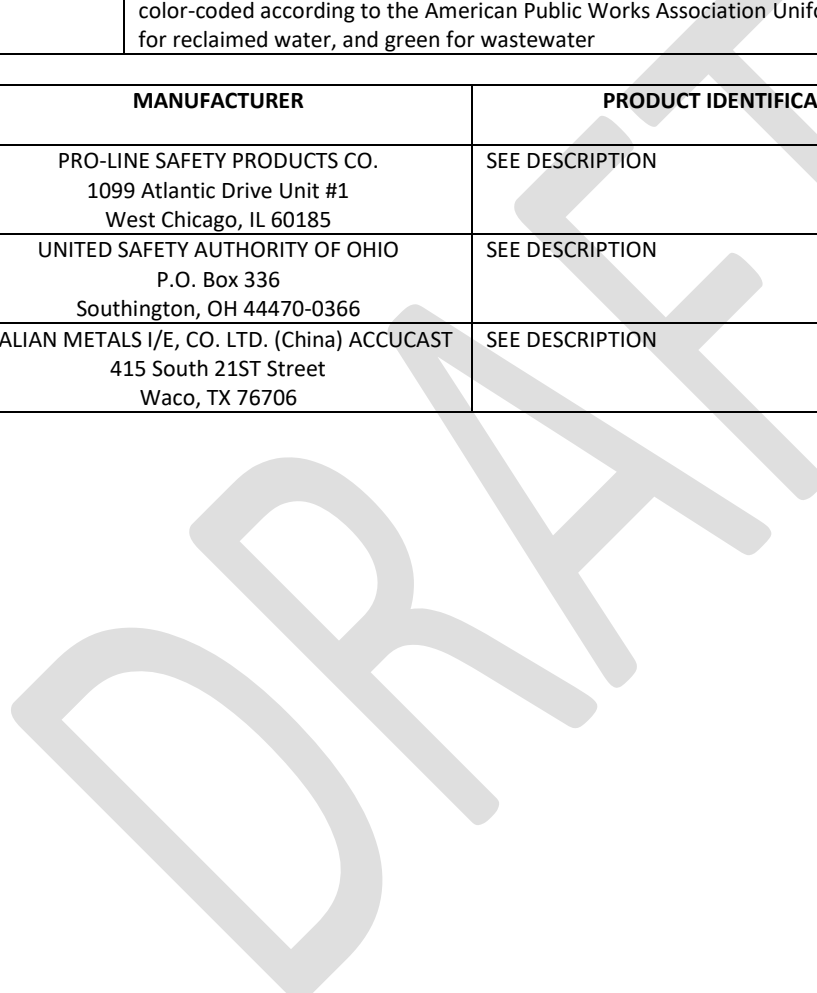 color-coded according to the American Public Works Association Unifo
for reclaimed water, and green for wastewater
MANUFACTURER PRODUCT IDENTIFICA
PRO-LINE SAFETY PRODUCTS CO. SEE DESCRIPTION
1099 Atlantic Drive Unit #1
West Chicago, IL 60185
UNITED SAFETY AUTHORITY OF OHIO SEE DESCRIPTION
P.O. Box 336
Southington, OH 44470-0366
ALIAN METALS I/E, CO. LTD. (China) ACCUCAST SEE DESCRIPTION
415 South 21ST Street
Waco, TX 76706
DRAFT